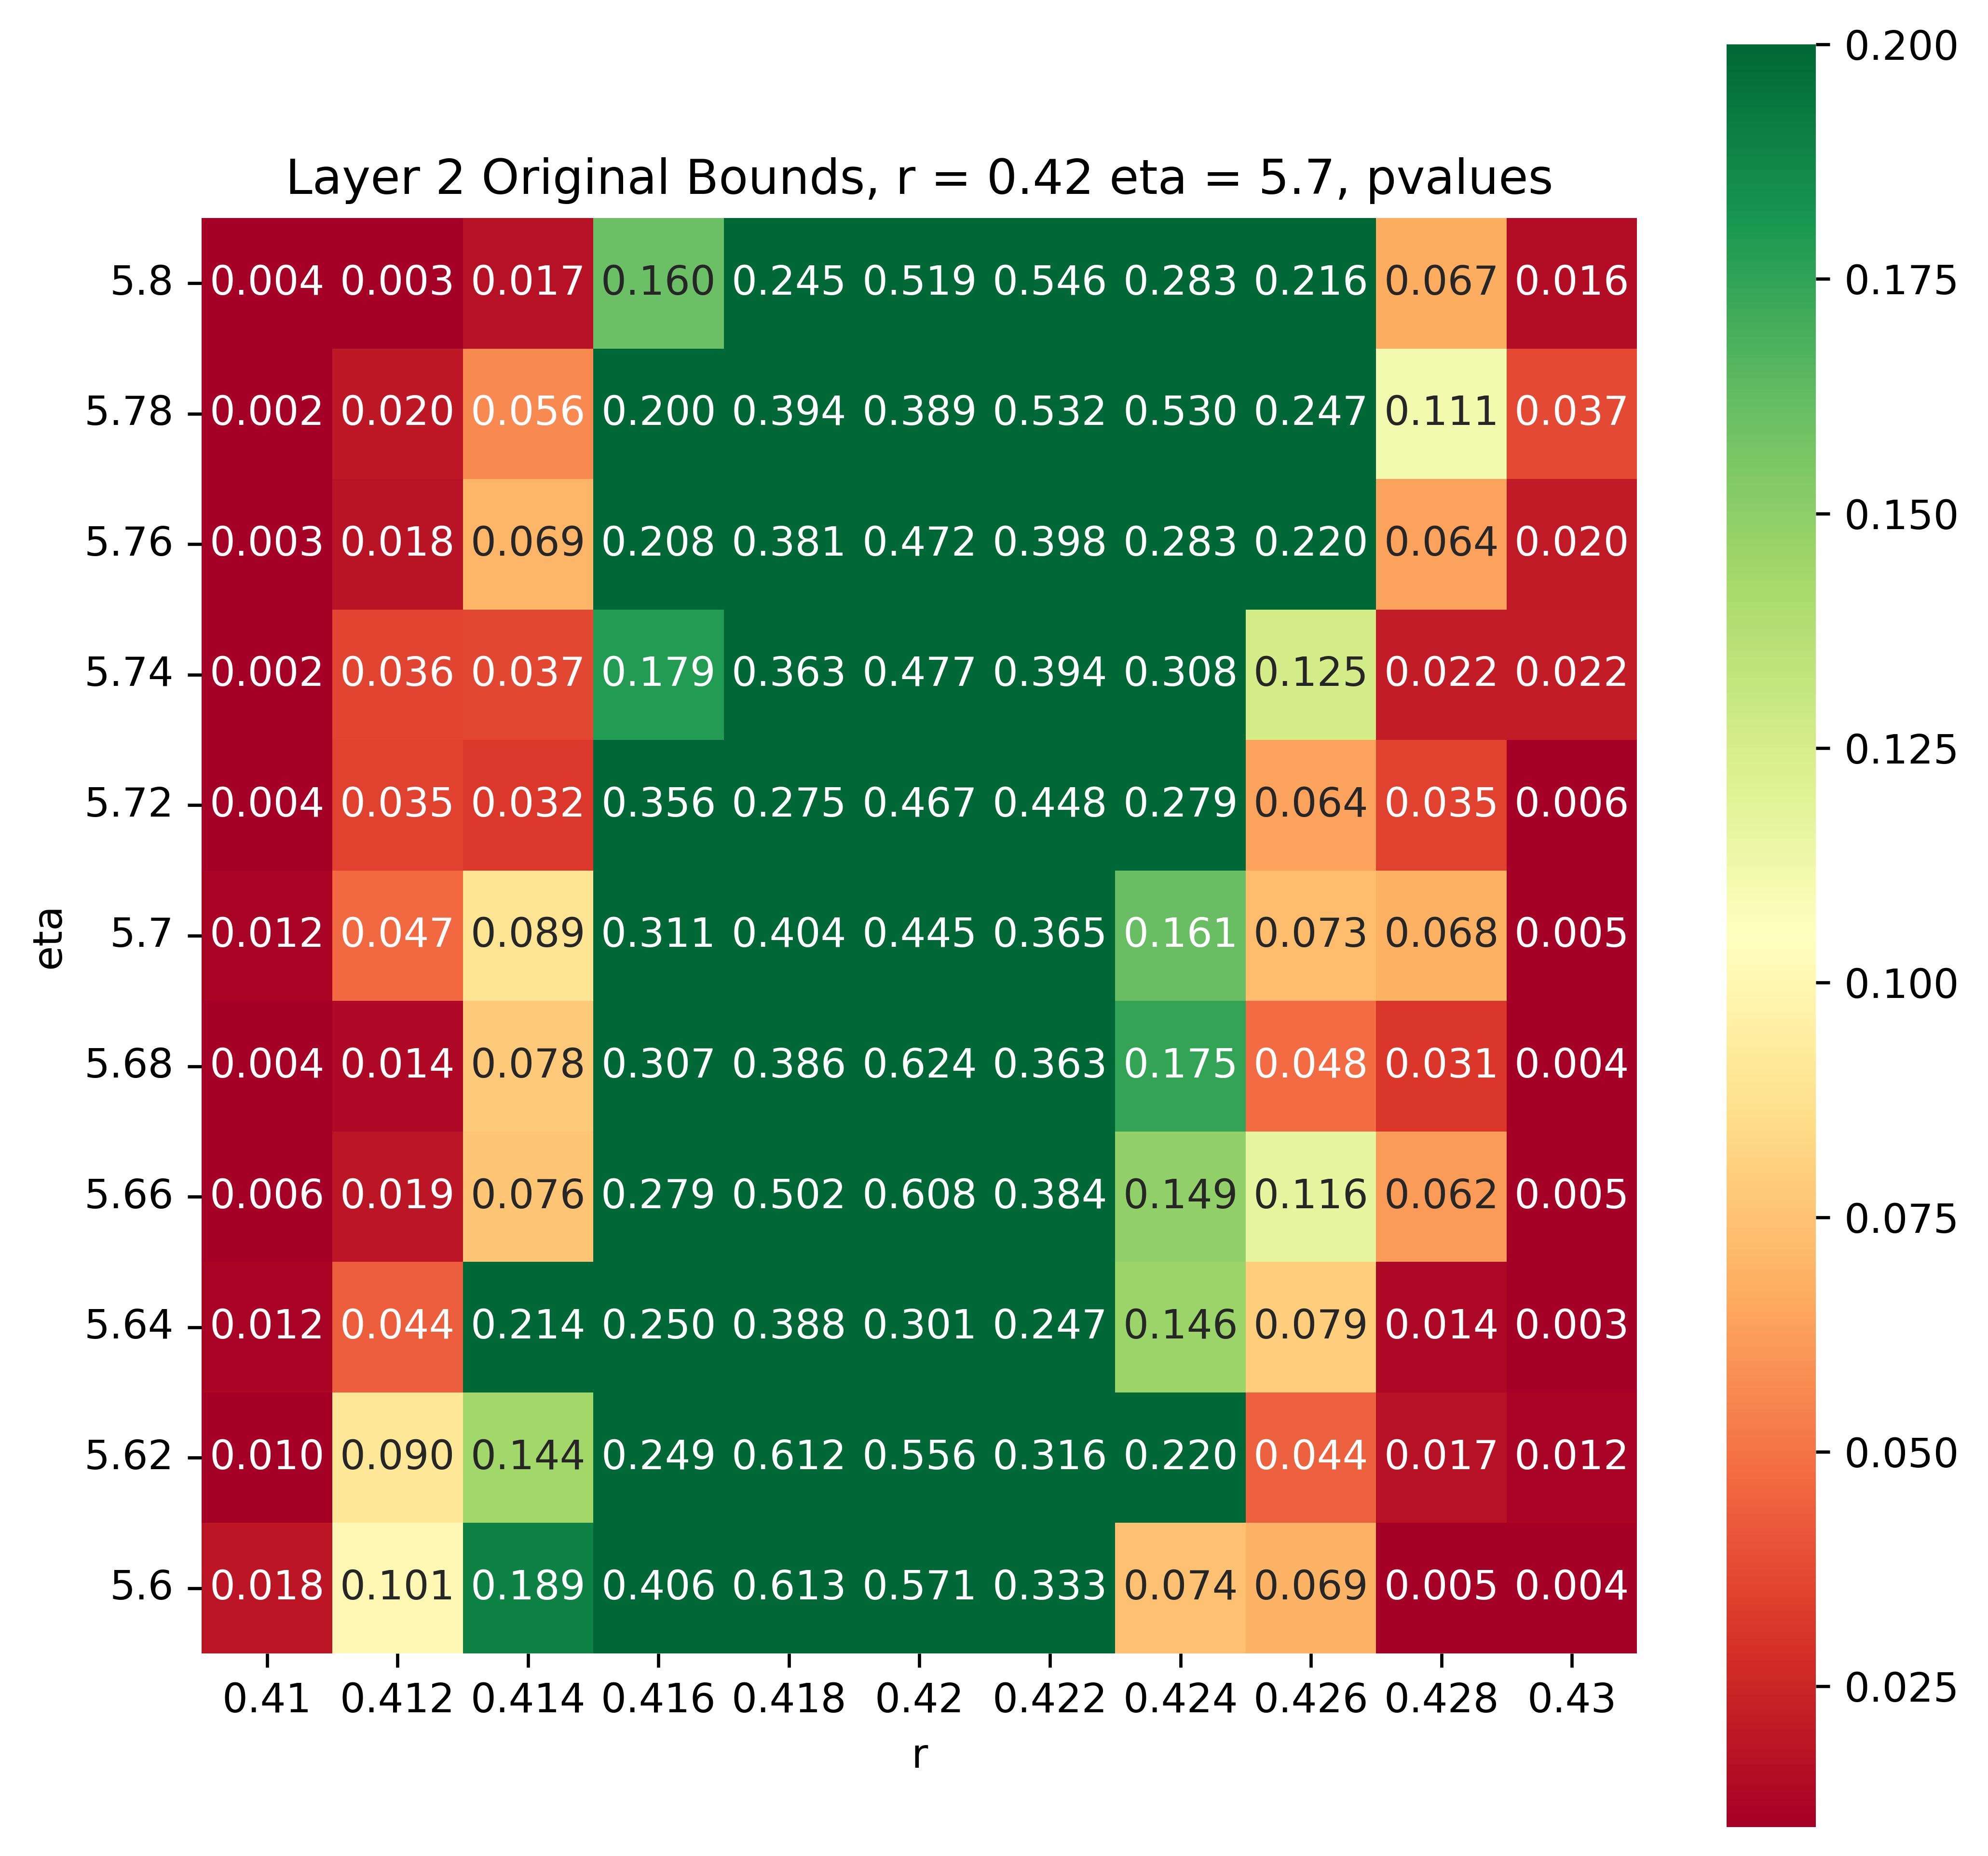 Layer 2 Original Bounds, r = 0.42 eta = 5.7, pvalues
5.8 0.004 0.003 0.017 0.160 0.245 0.519 0.546 0.283 0.216 0.067 0.016
5.78 0.002 0.020 0.056 0.200 0.394 0.389 0.532 0.530 0.247 0.111 0.037
5.76 0.003 0.018 0.069 0.208 0.381 0.472 0.398 0.283 0.220 0.064 0.020
5.74 0.002 0.036 0.037 0.179 0.363 0.477 0.394 0.308 0.125 0.022 0.022
5.72 0.004 0.035 0.032 0.356 0.275 0.467 0.448 0.279 0.064 0.035 0.006
5.7 0.012 0.047 0.089 0.311 0.404 0.445 0.365 0.161 0.073 0.068 0.005
5.68 0.004 0.014 0.078 0.307 0.386 0.624 0.363 0.175 0.048 0.031 0.004
5.66 0.006 0.019 0.076 0.279 0.502 0.608 0.384 0.149 0.116 0.062 0.005
5.64 0.012 0.044 0.214 0.250 0.388 0.301 0.247 0.146 0.079 0.014 0.003
5.62 0.010 0.090 0.144 0.249 0.612 0.556 0.316 0.220 0.044 0.017 0.012
5.6 0.018 0.101 0.189 0.406 0.613 0.571 0.333 0.074 0.069 0.005 0.004
0.41 0.412 0.414 0.416 0.418 0.42 0.422 0.424 0.426 0.428 0.43
r
eta
0.200
0.175
0.150
0.125
0.100
0.075
0.050
0.025